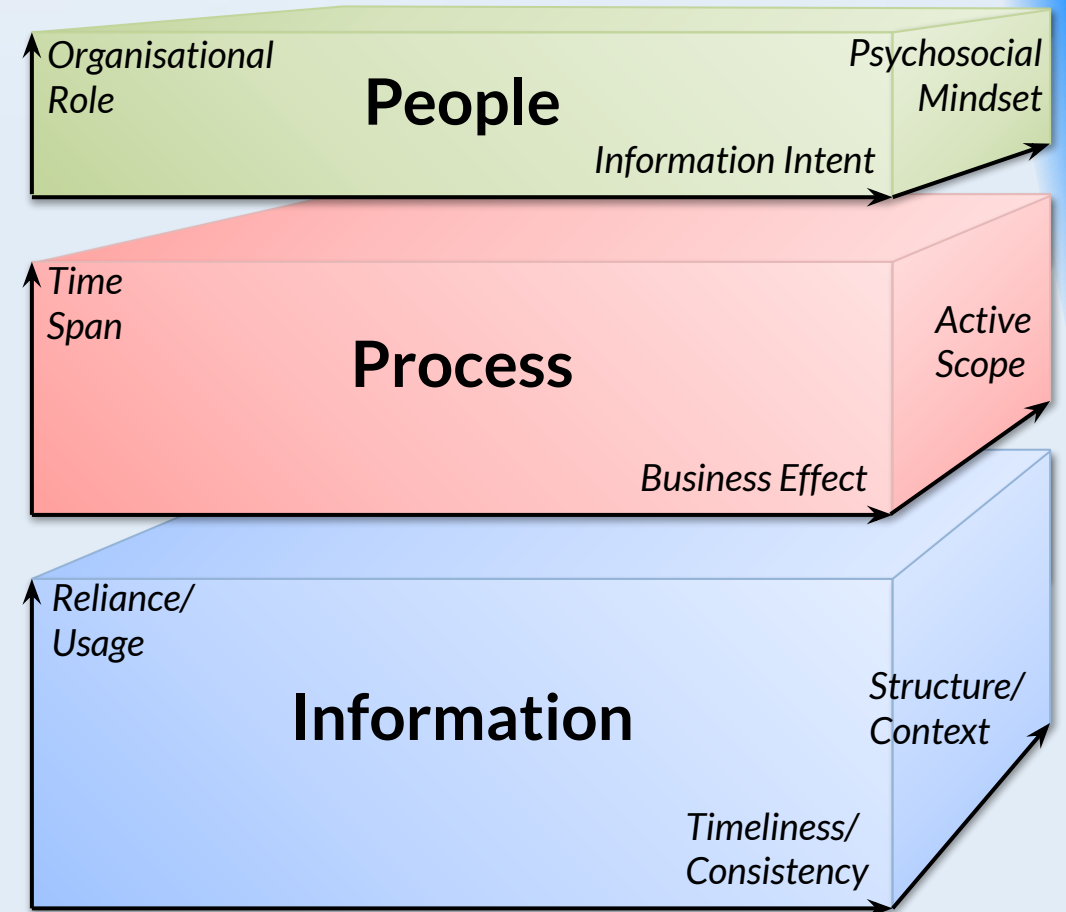 Organisational
Role
People
Psychosocial
Mindset
Information Intent
Time
Span
Process
Active
Scope
Business Effect
Reliance/
Usage
Information
Structure/
Context
Timeliness/
Consistency